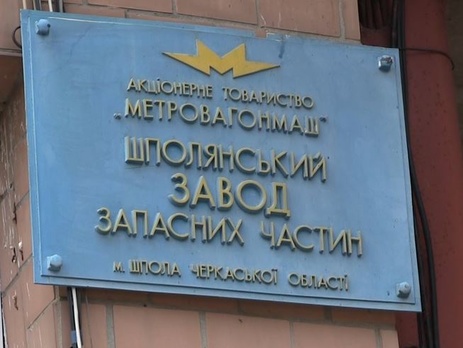 АКЦІОНЕРНЕ ТОВАРИСТВО
„МЕТРОВАГОНМАШ"
ШПОЛЯНСЬКИЙ
ЗАВОД
ЗАПАСНИХ ЧАСТИН
М. ШПОЛА ЧЕРКАСЬКОЇ ОБЛАСТІ